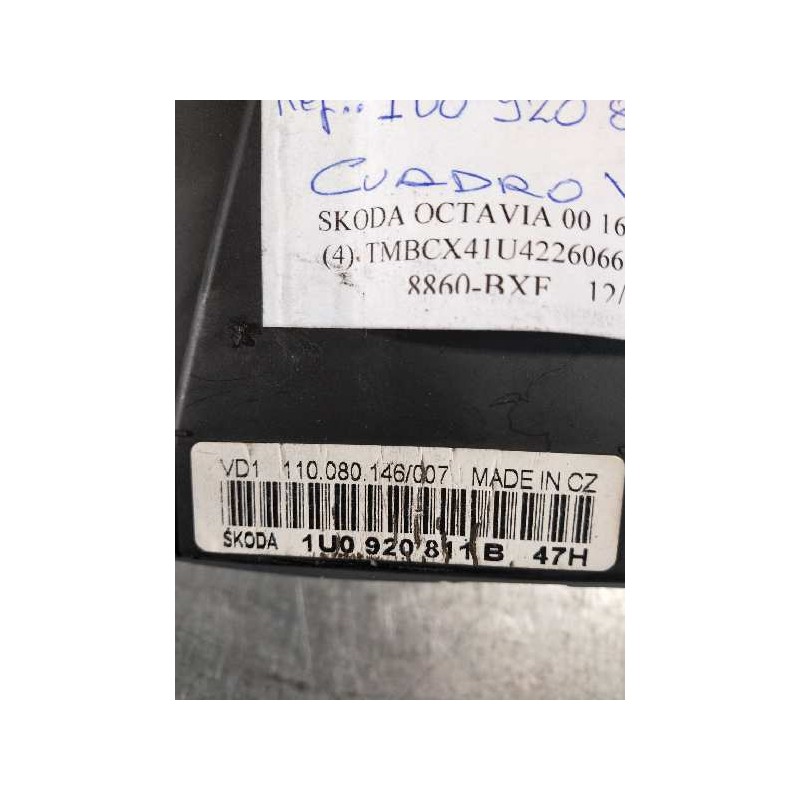 Ref.: 1U0 920 8
CUADRO
SKODA OCTAVIA 00 16
(4). TMBCX41U4226066
8860-BXF 12/
VD1 110.080.146/007 MADE IN CZ
ŠKODA 1U0 920 811 B 47H